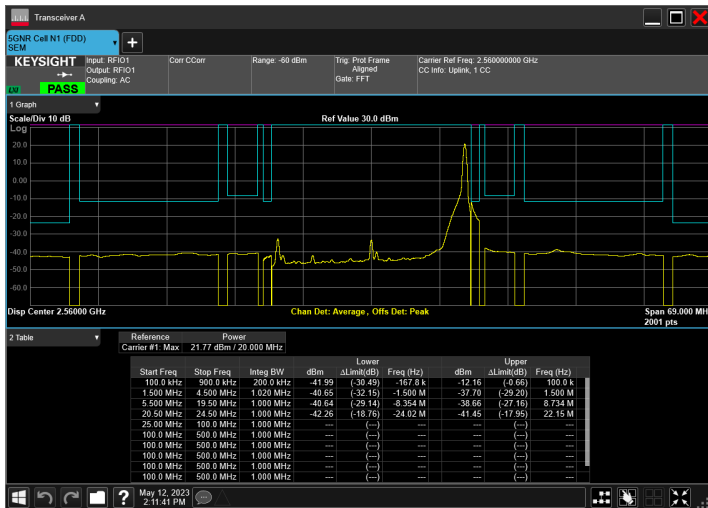 Transceiver A
5GNR Cell N1 (FDD)
SEM
KEYSIGHT
LXI
PASS
Input: RFIO1
Output: RFIO1
Coupling: AC
Corr CCorr
Range: -60 dBm
Trig: Prot Frame
Aligned
Gate: FFT
Carrier Ref Freq: 2.560000000 GHz
CC Info: Uplink, 1 CC
1 Graph
Scale/Div 10 dB
Ref Value 30.0 dBm
Log
20.0
10.0
0.00
-10.0
-20.0
-30.0
-40.0
-50.0
-60.0
Disp Center 2.56000 GHz
Chan Det: Average, Offs Det: Peak
Span 69.000 MH
2001 pts
2 Table
Reference Power
Carrier #1: Max 21.77 dBm / 20.000 MHz
Lower Upper
Start Freq Stop Freq Integ BW dBm ΔLimit(dB) Freq (Hz) dBm ΔLimit(dB) Freq (Hz)
100.0 kHz 900.0 kHz 200.0 kHz -41.99 (-30.49) -167.8 k -12.16 (-0.66) 100.0 k
1.500 MHz 4.500 MHz 1.020 MHz -40.65 (-32.15) -1.500 M -37.70 (-29.20) 1.500 M
5.500 MHz 19.50 MHz 1.000 MHz -40.64 (-29.14) -8.354 M -38.66 (-27.16) 8.734 M
20.50 MHz 24.50 MHz 1.000 MHz -42.26 (-18.76) -24.02 M -41.45 (-17.95) 22.15 M
25.00 MHz 100.0 MHz 1.000 MHz --- (---) --- --- (---) ---
100.0 MHz 500.0 MHz 1.000 MHz --- (---) --- --- (---) ---
100.0 MHz 500.0 MHz 1.000 MHz --- (---) --- --- (---) ---
100.0 MHz 500.0 MHz 1.000 MHz --- (---) --- --- (---) ---
100.0 MHz 500.0 MHz 1.000 MHz --- (---) --- --- (---) ---
100.0 MHz 500.0 MHz 1.000 MHz --- (---) --- --- (---) ---
May 12, 2023
2:11:41 PM